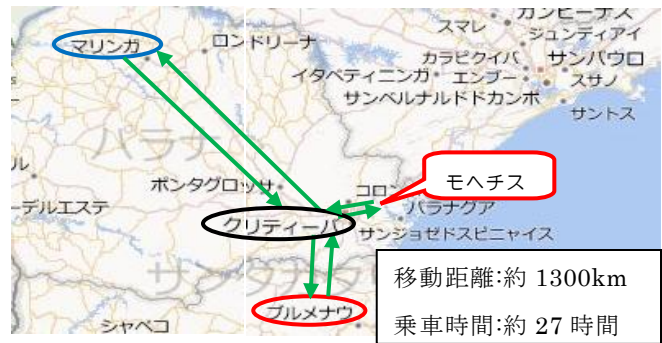 カンピーナス
スマレ
ジュンディアイ
マリンガ
ロンドリーナ
カラピクイバ
サンパウロ
イタペティニンガ
エンブー
スサノ
サンベルナルドドカンポ
サントス
パラナ
ル
ポンタグロッサ
コロン
モヘチス
ーデルエステ
パラナグア
クリティーバ
サンジョゼドスピニャイス
サンタカタリ
移動距離:約 1300km
ブルメナウ
乗車時間:約 27 時間
シャペコ